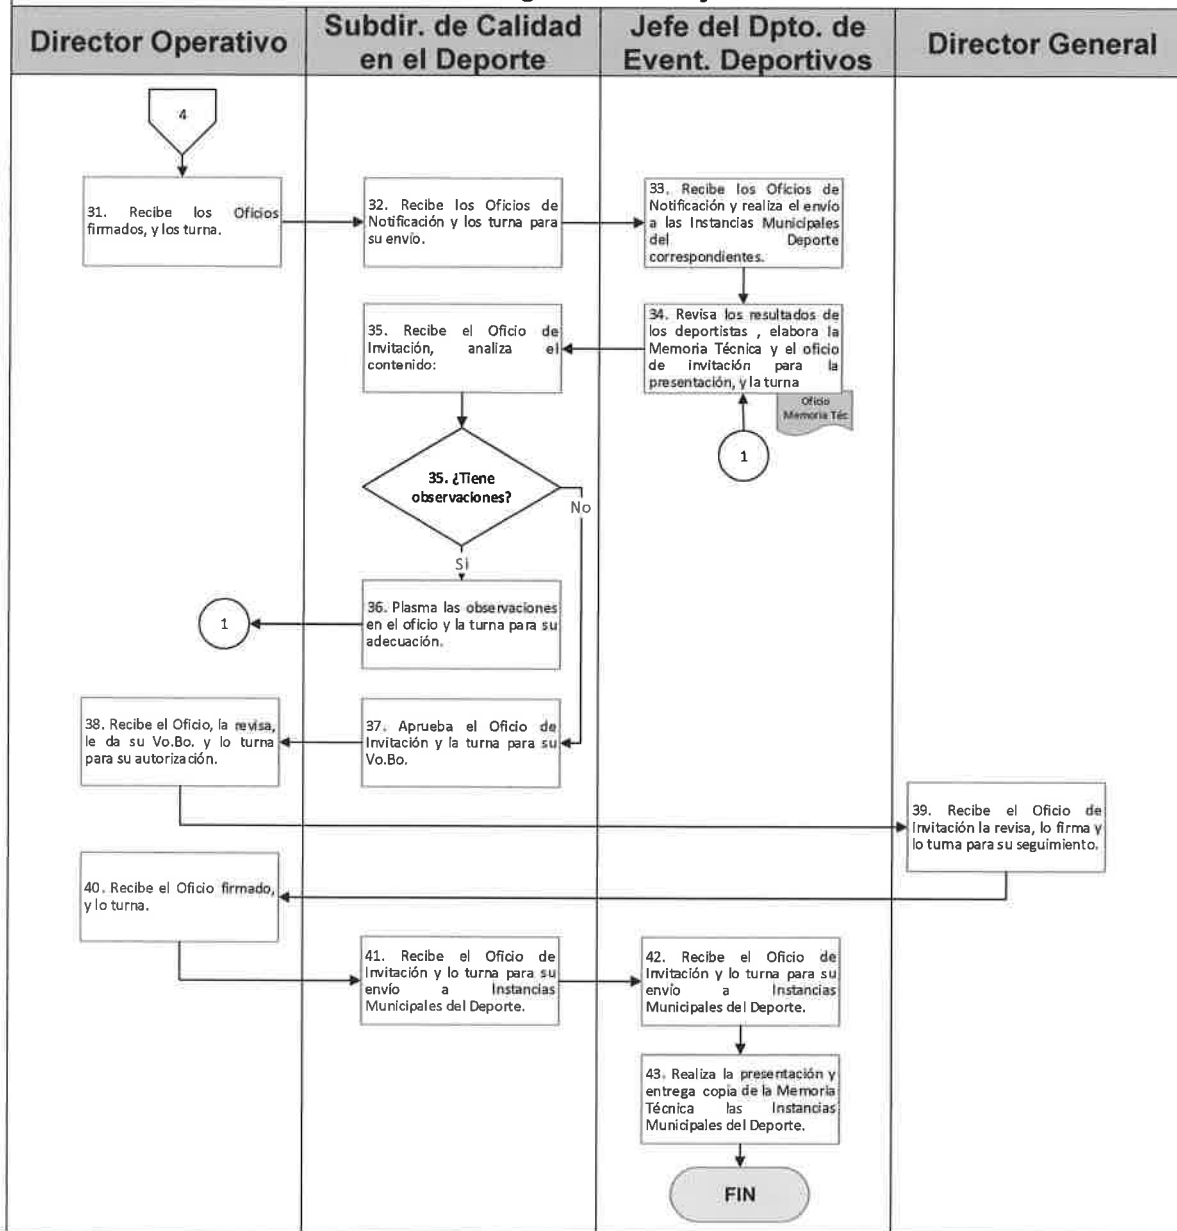 Director Operativo
Subdir. de Calidad
en el Deporte
Jefe del Dpto. de
Event. Deportivos
Director General
4
31. Recibe los Oficios
firmados, y los turna.
32. Recibe los Oficios de
Notificación y los turna para
su envío.
33. Recibe los Oficios de
Notificación y realiza el envío
a las Instancias Municipales
del Deporte
correspondientes.
34. Revisa los resultados de
los deportistas , elabora la
Memoria Técnica y el oficio
de invitación para la
presentación, y la turna
Oficio
Memoria Téc
1
35. Recibe el Oficio de
Invitación, analiza el
contenido:
35. ¿Tiene
observaciones?
No
Si
36. Plasma las observaciones
en el oficio y la turna para su
adecuación.
1
37. Aprueba el Oficio de
Invitación y la turna para su
Vo.Bo.
38. Recibe el Oficio, la revisa,
le da su Vo.Bo. y lo turna
para su autorización.
39. Recibe el Oficio de
Invitación la revisa, lo firma y
lo turna para su seguimiento.
40. Recibe el Oficio firmado,
y lo turna.
41. Recibe el Oficio de
Invitación y lo turna para su
envío a Instancias
Municipales del Deporte.
42. Recibe el Oficio de
Invitación y lo turna para su
envío a Instancias
Municipales del Deporte.
43. Realiza la presentación y
entrega copia de la Memoria
Técnica las Instancias
Municipales del Deporte.
FIN